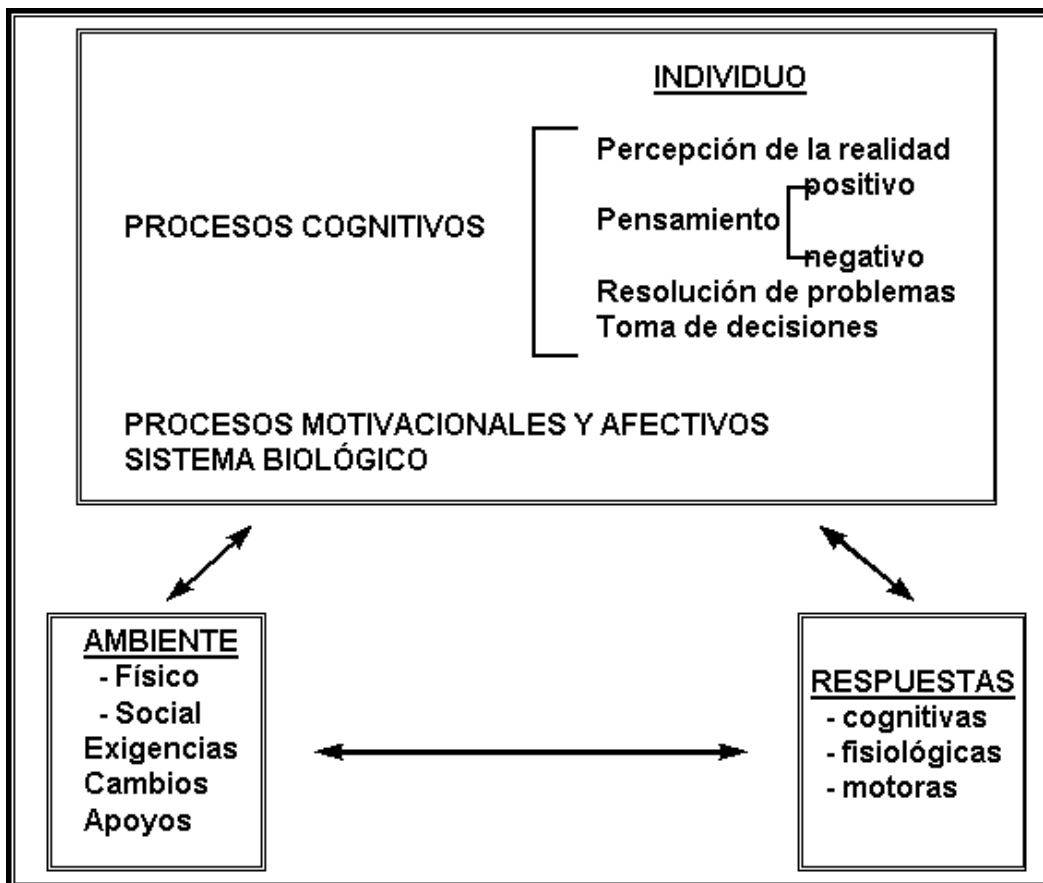 INDIVIDUO
Percepción de la realidad
positivo
PROCESOS COGNITIVOS
Pensamiento
negativo
Resolución de problemas
Toma de decisiones
PROCESOS MOTIVACIONALES Y AFECTIVOS
SISTEMA BIOLÓGICO
AMBIENTE
- Físico
- Social
Exigencias
Cambios
Apoyos
RESPUESTAS
- cognitivas
- fisiológicas
- motoras